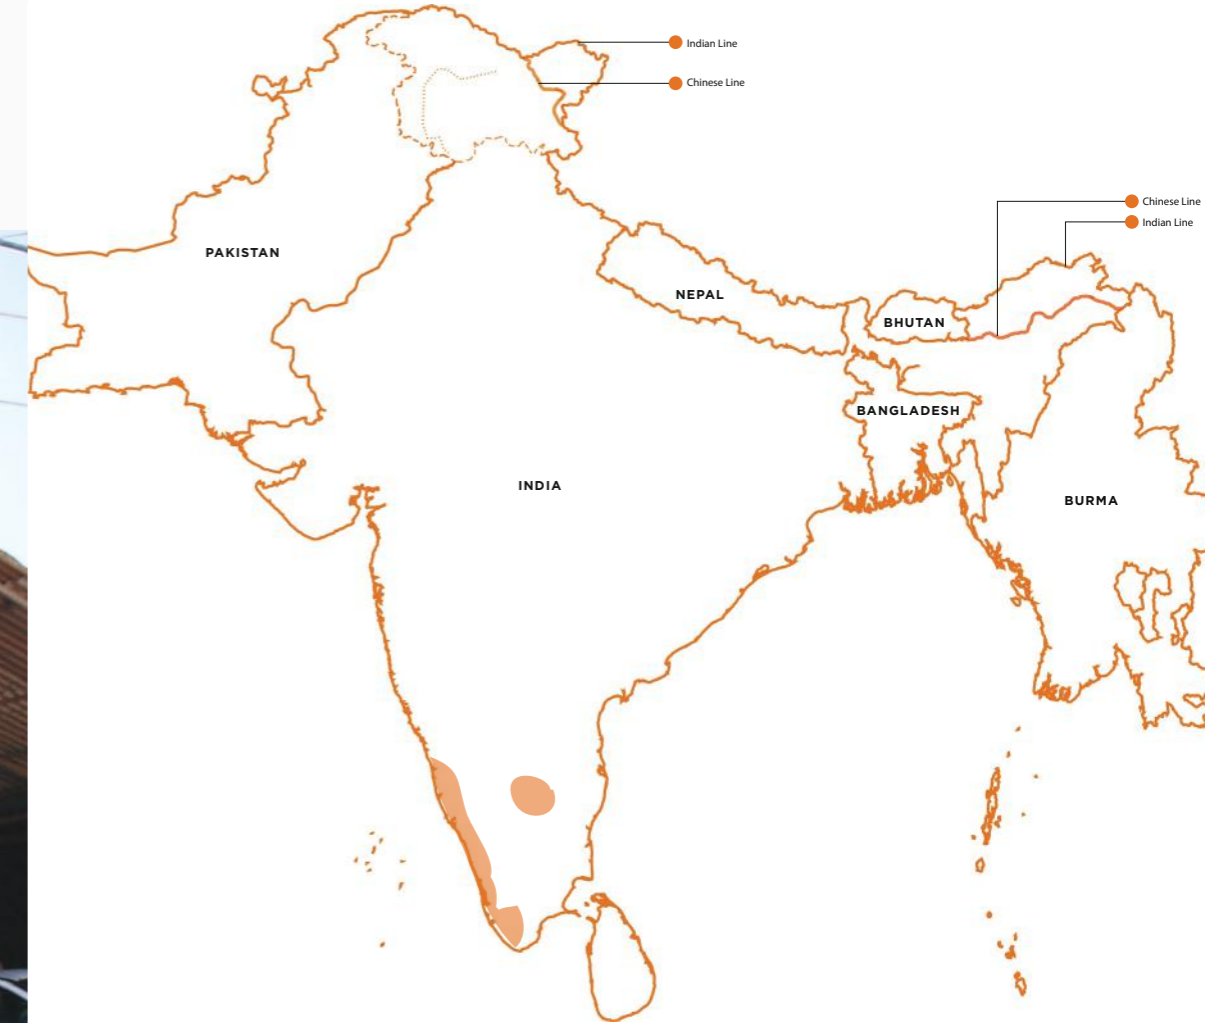 Indian Line
Chinese Line
Chinese Line
Indian Line
PAKISTAN
NEPAL
BHUTAN
BANGLADESH
INDIA
BURMA